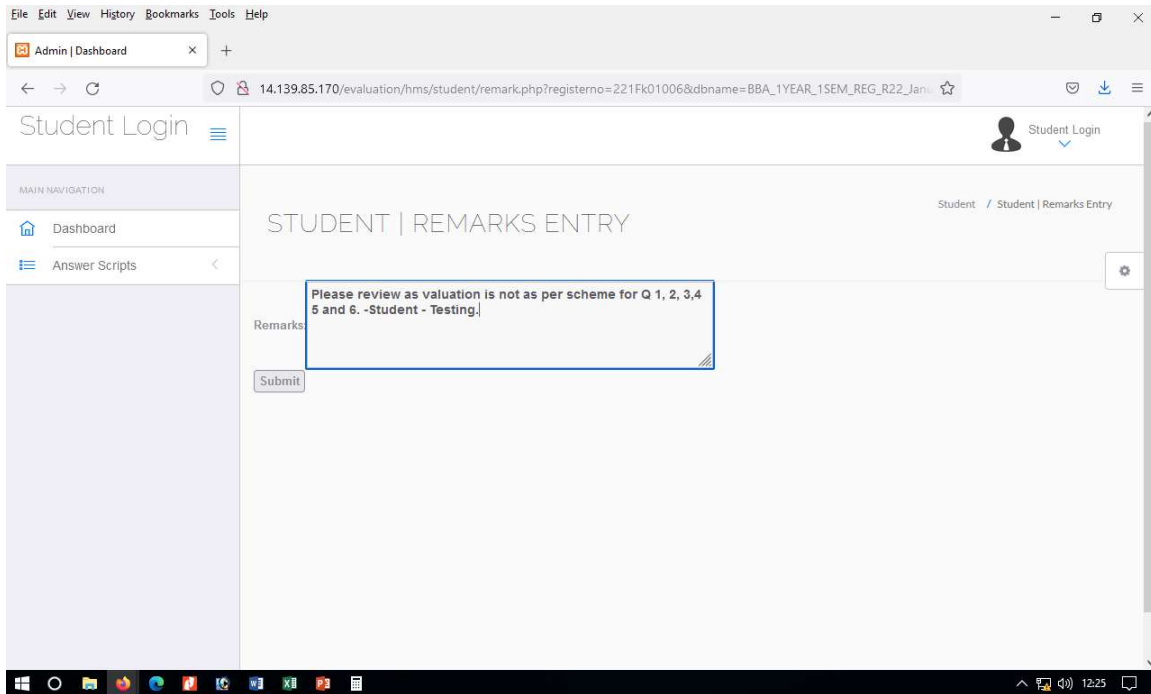 File Edit View History Bookmarks Tools Help
Admin | Dashboard
14.139.85.170/evaluation/hms/student/remark.php?registerno=221Fk01006&dbname=BBA_1YEAR_1SEM_REG_R22_Janu
Student Login
Student Login
MAIN NAVIGATION
Dashboard
Answer Scripts
STUDENT | REMARKS ENTRY
Student / Student | Remarks Entry
Remarks:
Please review as valuation is not as per scheme for Q 1, 2, 3,4
5 and 6. -Student - Testing.
Submit
12:25